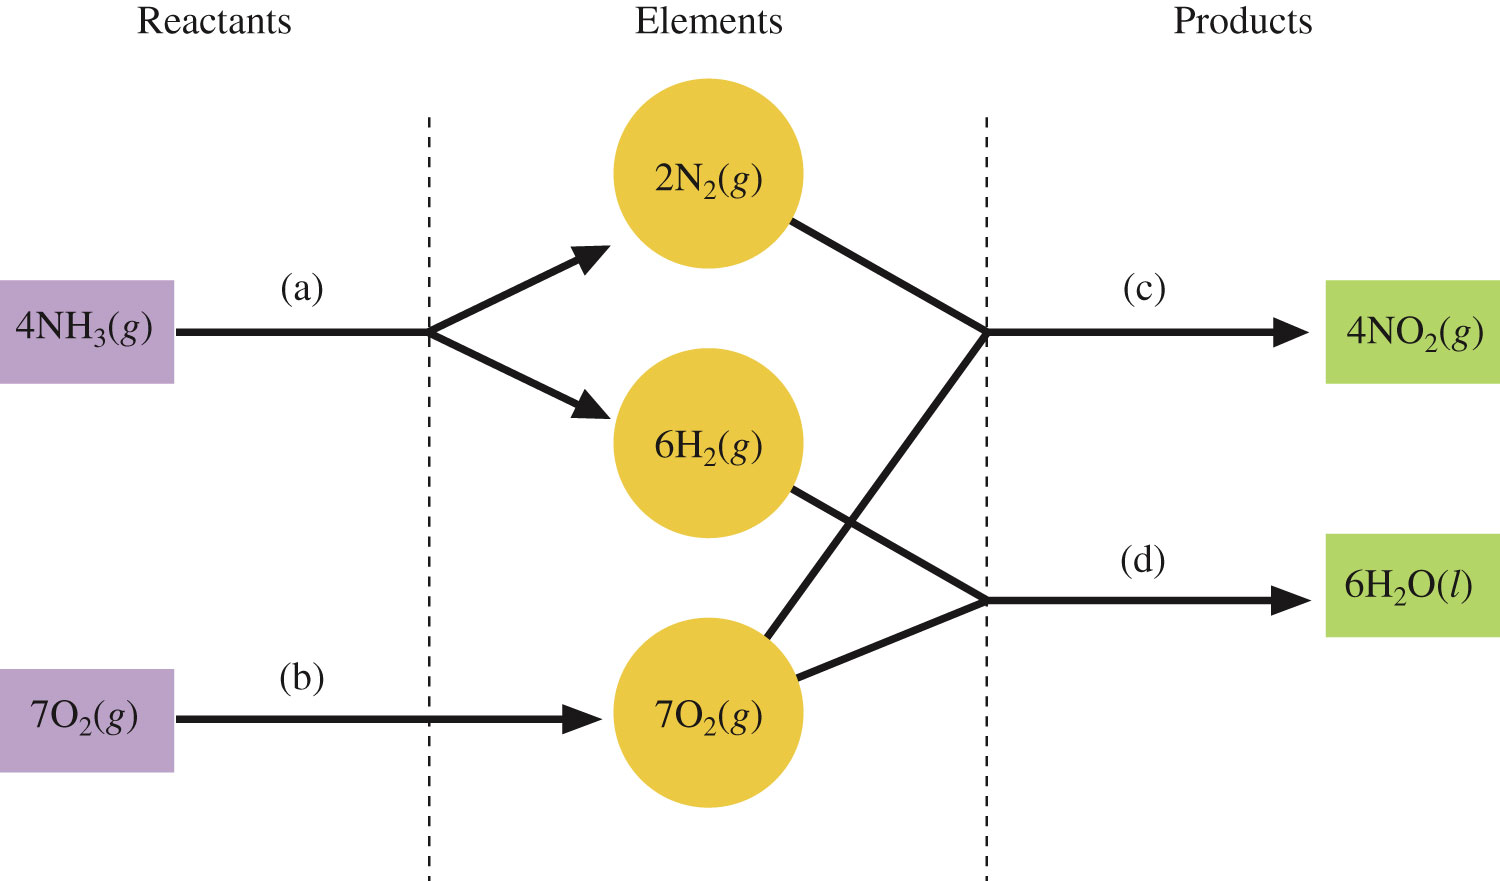 Reactants
Elements
Products
2N₂(g)
(a)
(c)
4NH₃(g)
4NO₂(g)
6H₂(g)
(d)
6H₂O(l)
(b)
7O₂(g)
7O₂(g)